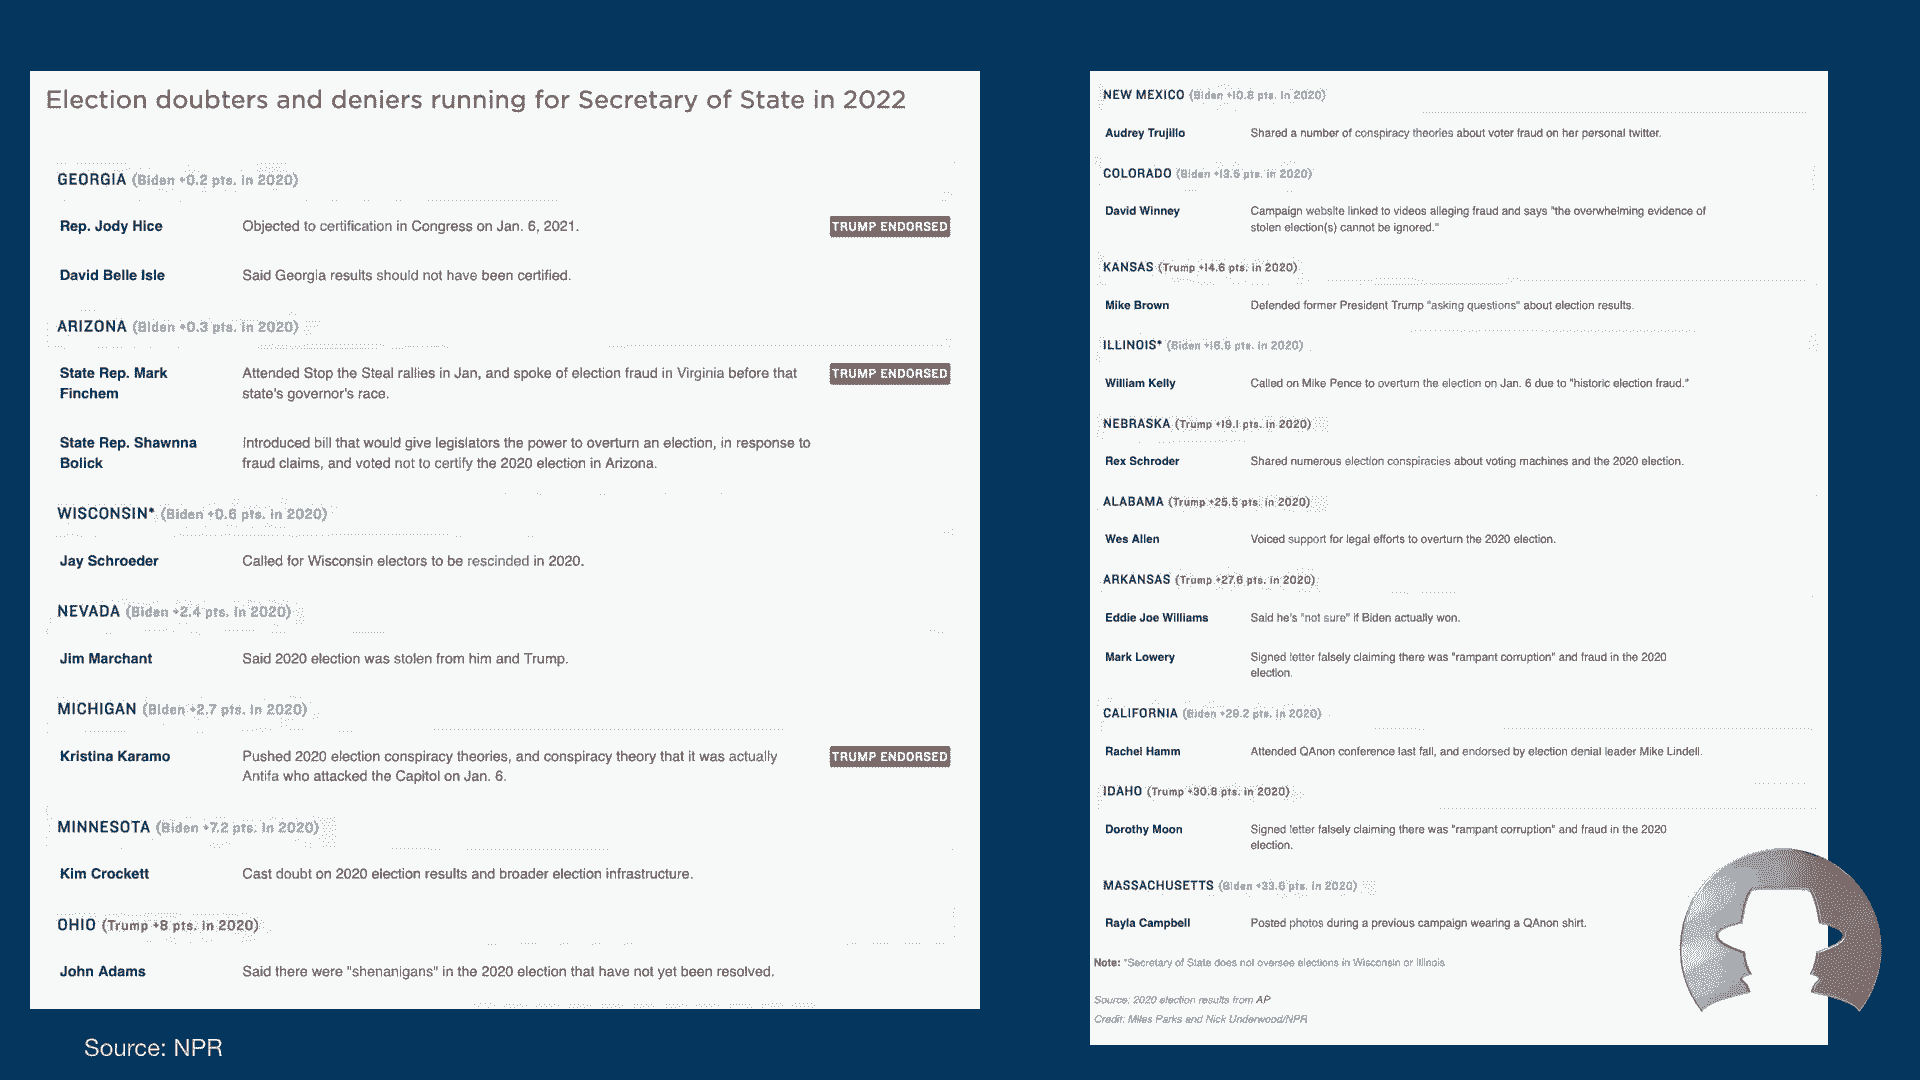 Election doubters and deniers running for Secretary of State in 2022
GEORGIA (Biden +0.2 pts. in 2020)
Rep. Jody Hice Objected to certification in Congress on Jan. 6, 2021. TRUMP ENDORSED
David Belle Isle Said Georgia results should not have been certified.
ARIZONA (Biden +0.3 pts. in 2020)
State Rep. Mark Attended Stop the Steal rallies in Jan, and spoke of election fraud in Virginia before that TRUMP ENDORSED
Finchem state's governor's race.
State Rep. Shawnna Introduced bill that would give legislators the power to overturn an election, in response to
Bolick fraud claims, and voted not to certify the 2020 election in Arizona.
WISCONSIN* (Biden +0.6 pts. in 2020)
Jay Schroeder Called for Wisconsin electors to be rescinded in 2020.
NEVADA (Biden +2.4 pts. in 2020)
Jim Marchant Said 2020 election was stolen from him and Trump.
MICHIGAN (Biden +2.7 pts. in 2020)
Kristina Karamo Pushed 2020 election conspiracy theories, and conspiracy theory that it was actually TRUMP ENDORSED
Antifa who attacked the Capitol on Jan. 6.
MINNESOTA (Biden +7.2 pts. in 2020)
Kim Crockett Cast doubt on 2020 election results and broader election infrastructure.
OHIO (Trump +8 pts. in 2020)
John Adams Said there were "shenanigans" in the 2020 election that have not yet been resolved.
Source: NPR
NEW MEXICO (Biden +10.8 pts. in 2020)
Audrey Trujillo Shared a number of conspiracy theories about voter fraud on her personal twitter.
COLORADO (Biden +13.5 pts. in 2020)
David Winney Campaign website linked to videos alleging fraud and says "the overwhelming evidence of
stolen election(s) cannot be ignored."
KANSAS (Trump +14.6 pts. in 2020)
Mike Brown Defended former President Trump "asking questions" about election results.
ILLINOIS* (Biden +16.9 pts. in 2020)
William Kelly Called on Mike Pence to overturn the election on Jan. 6 due to "historic election fraud."
NEBRASKA (Trump +19.1 pts. in 2020)
Rex Schroder Shared numerous election conspiracies about voting machines and the 2020 election.
ALABAMA (Trump +25.5 pts. in 2020)
Wes Allen Voiced support for legal efforts to overturn the 2020 election.
ARKANSAS (Trump +27.6 pts. in 2020)
Eddie Joe Williams Said he's "not sure" if Biden actually won.
Mark Lowery Signed letter falsely claiming there was "rampant corruption" and fraud in the 2020
election.
CALIFORNIA (Biden +29.2 pts. in 2020)
Rachel Hamm Attended QAnon conference last fall, and endorsed by election denial leader Mike Lindell.
IDAHO (Trump +30.8 pts. in 2020)
Dorothy Moon Signed letter falsely claiming there was "rampant corruption" and fraud in the 2020
election.
MASSACHUSETTS (Biden +33.6 pts. in 2020)
Rayla Campbell Posted photos during a previous campaign wearing a QAnon shirt.
Note: *Secretary of State does not oversee elections in Wisconsin or Illinois
Source: 2020 election results from AP
Credit: Miles Parks and Nick Underwood/NPR